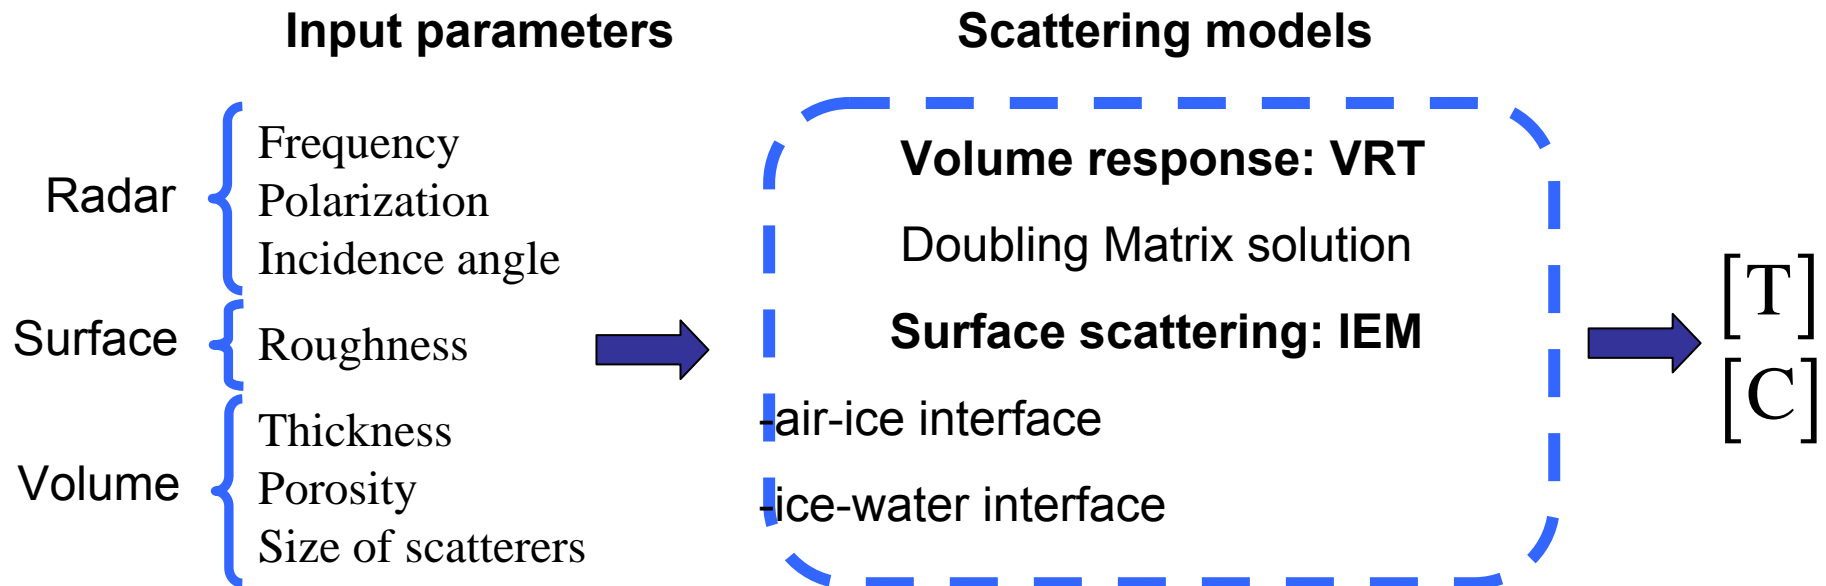 Input parameters
Scattering models
Radar
Frequency
Polarization
Incidence angle
Surface
Roughness
Volume
Thickness
Porosity
Size of scatterers
Volume response: VRT
Doubling Matrix solution
Surface scattering: IEM
-air-ice interface
-ice-water interface
[T]
[C]